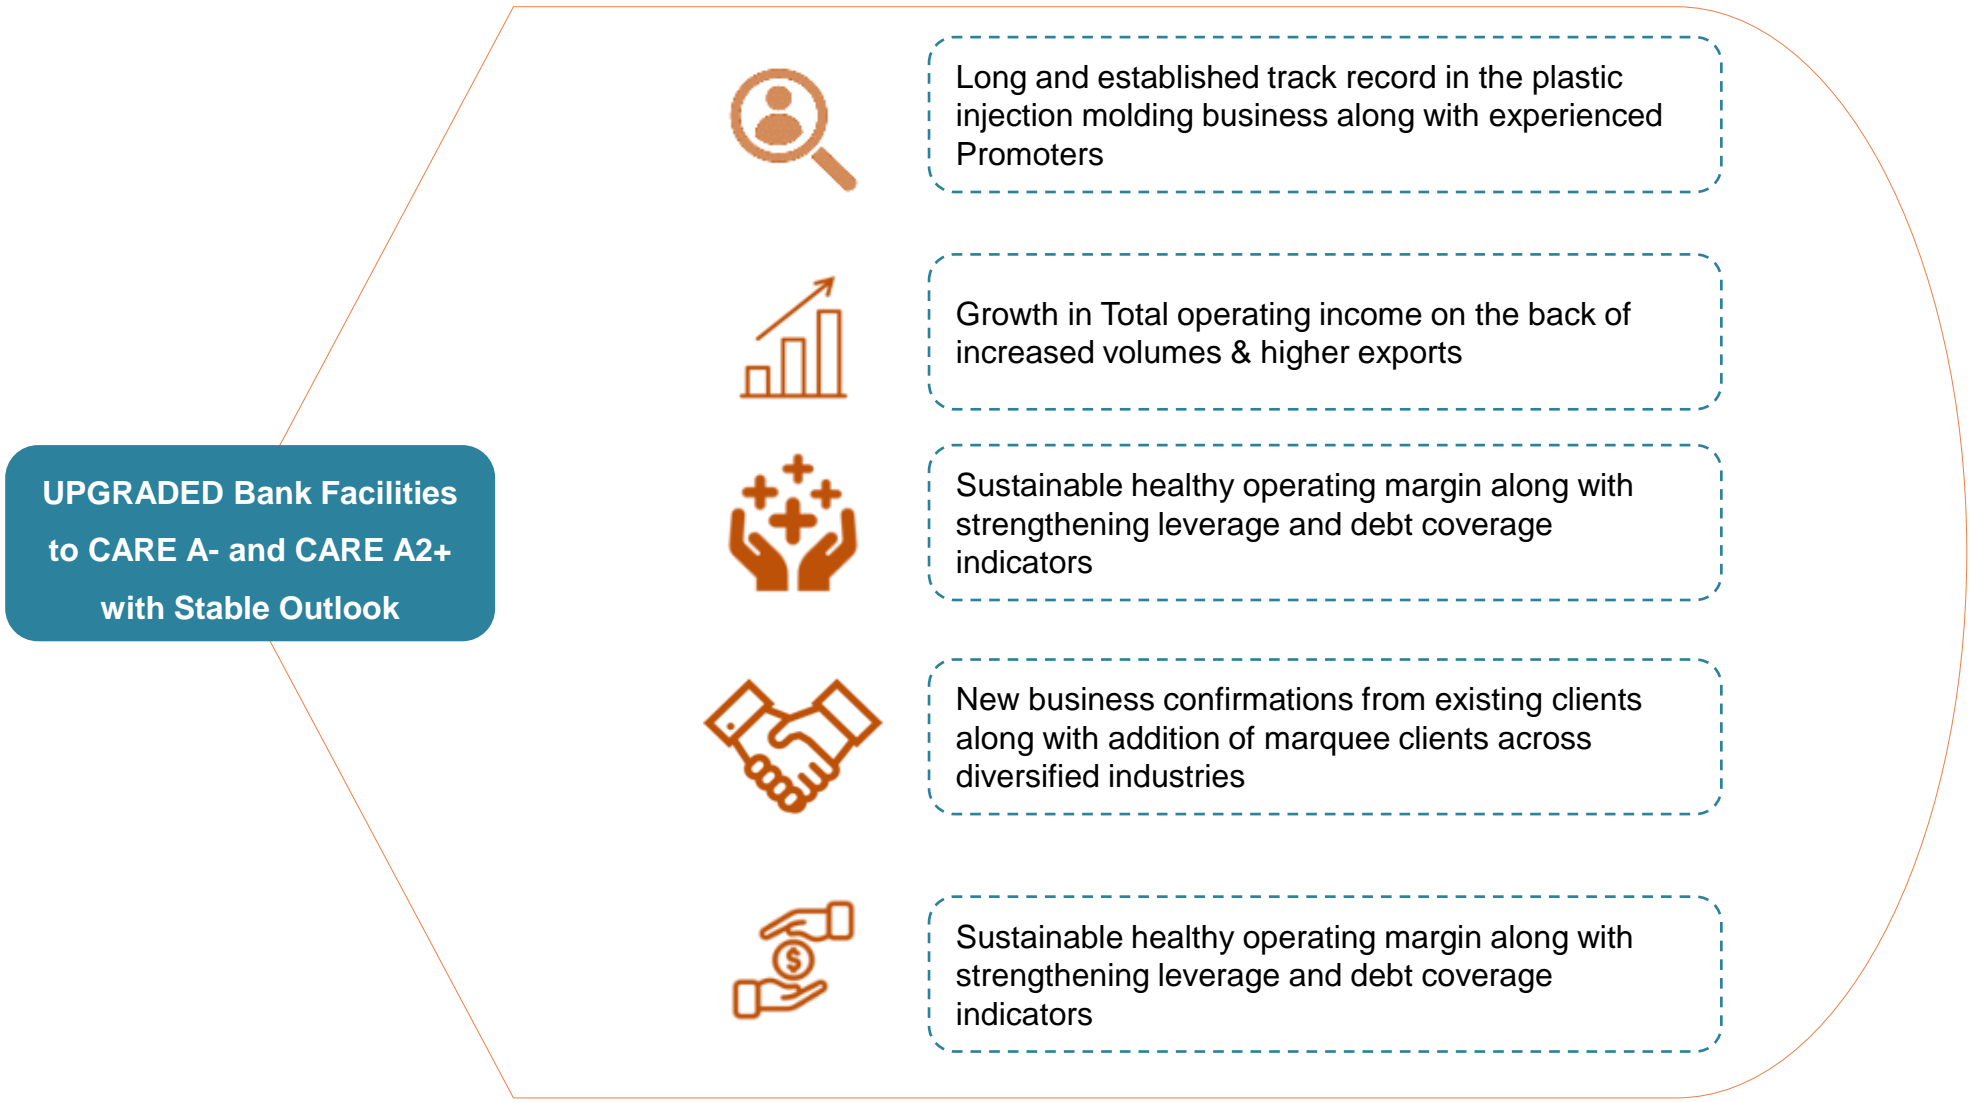 UPGRADED Bank Facilities
to CARE A- and CARE A2+
with Stable Outlook
Long and established track record in the plastic
injection molding business along with experienced
Promoters
Growth in Total operating income on the back of
increased volumes & higher exports
Sustainable healthy operating margin along with
strengthening leverage and debt coverage
indicators
New business confirmations from existing clients
along with addition of marquee clients across
diversified industries
Sustainable healthy operating margin along with
strengthening leverage and debt coverage
indicators